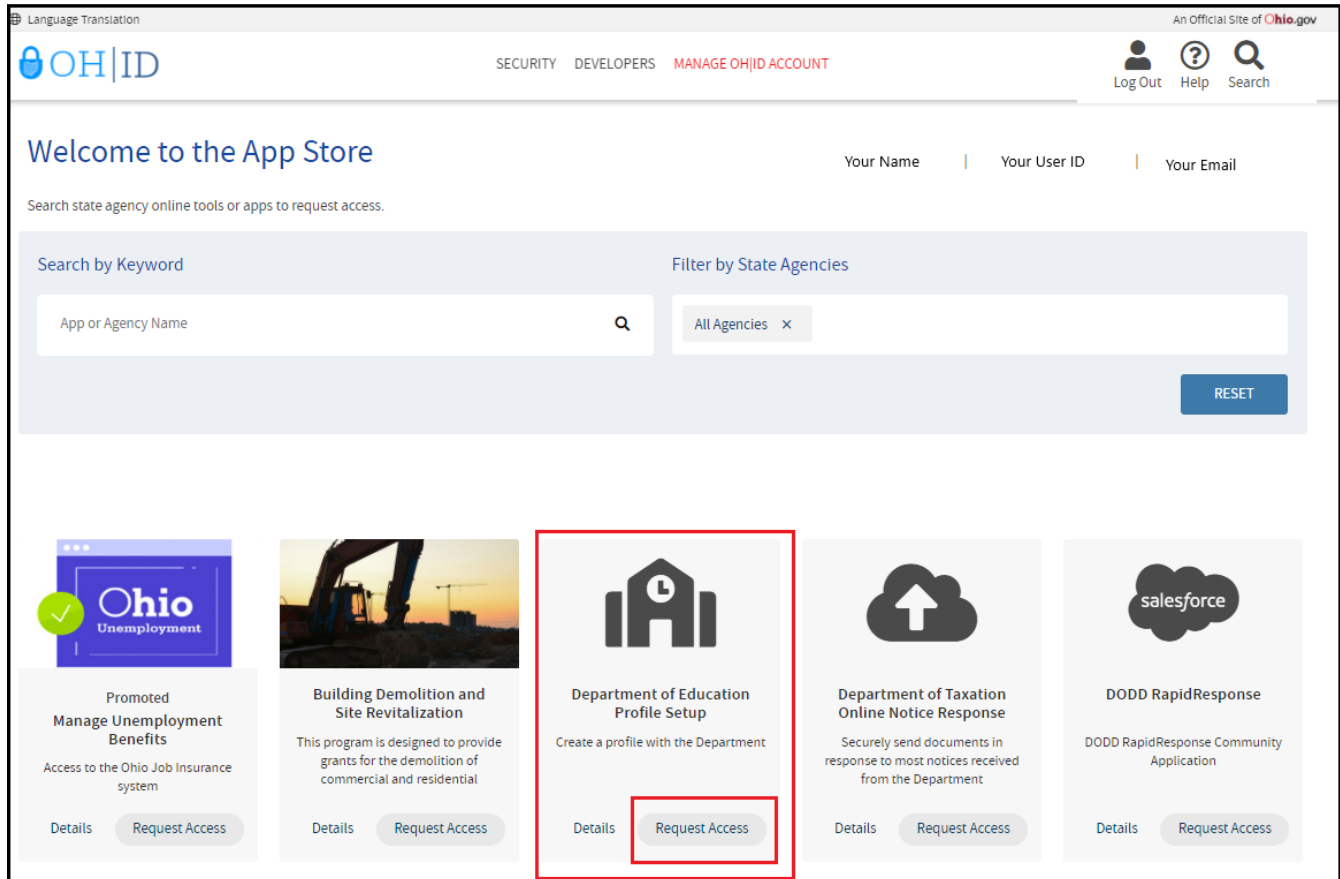 Language Translation
An Official Site of Ohio.gov
OH|ID
SECURITY DEVELOPERS MANAGE OH|ID ACCOUNT
Log Out Help Search
Welcome to the App Store
Your Name | Your User ID | Your Email
Search state agency online tools or apps to request access.
Search by Keyword
Filter by State Agencies
App or Agency Name
All Agencies ×
RESET
Ohio
Unemployment
Promoted
Manage Unemployment
Benefits
Access to the Ohio Job Insurance
system
Details Request Access
Building Demolition and
Site Revitalization
This program is designed to provide
grants for the demolition of
commercial and residential
Details Request Access
Department of Education
Profile Setup
Create a profile with the Department
Details Request Access
Department of Taxation
Online Notice Response
Securely send documents in
response to most notices received
from the Department
Details Request Access
salesforce
DODD RapidResponse
DODD RapidResponse Community
Application
Details Request Access